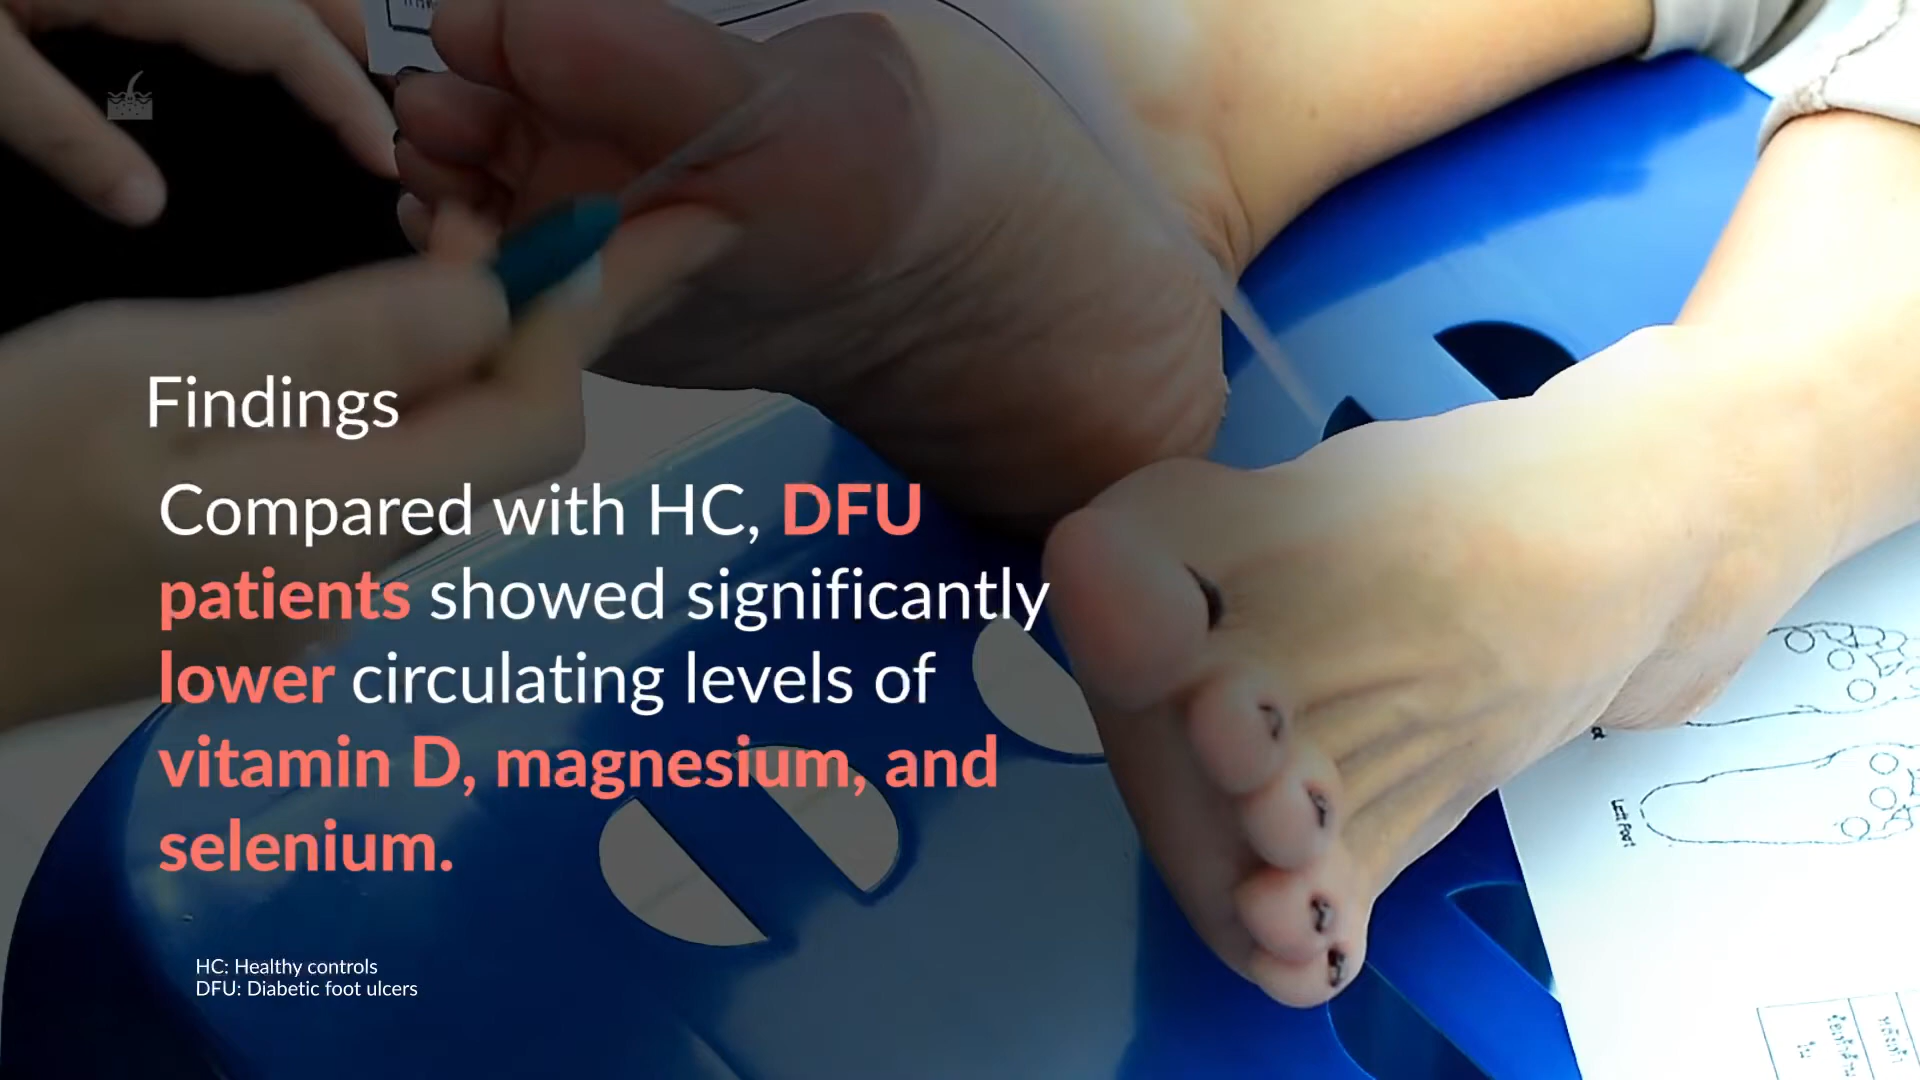 Findings
Compared with HC, DFU
patients showed significantly
lower circulating levels of
vitamin D, magnesium, and
selenium.
HC: Healthy controls
DFU: Diabetic foot ulcers
Left Foot